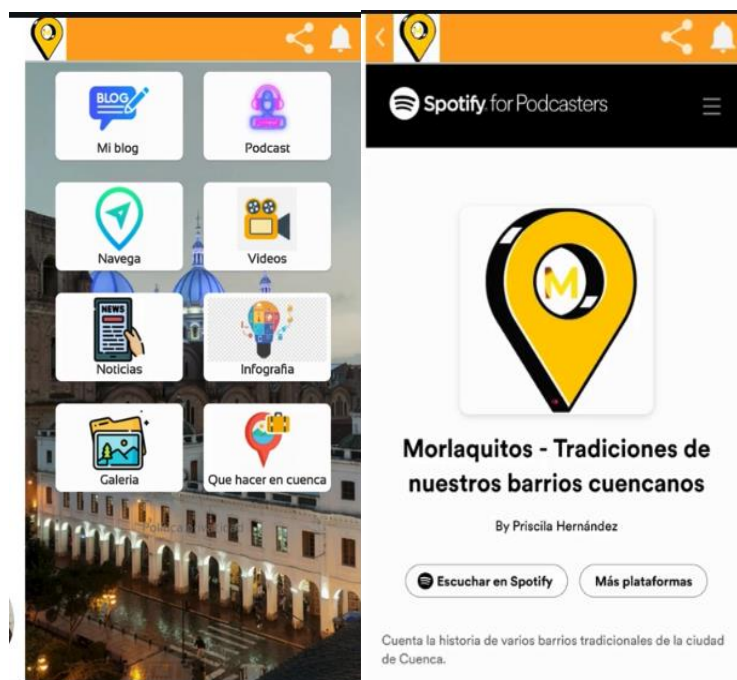 BLOG
Mi blog
Podcast
Navega
Videos
NEWS
Noticias
Infografia
Galeria
Que hacer en cuenca
Spotify for Podcasters
M
Morlaquitos - Tradiciones de
nuestros barrios cuencanos
By Priscila Hernández
Escuchar en Spotify
Más plataformas
Cuenta la historia de varios barrios tradicionales de la ciudad
de Cuenca.